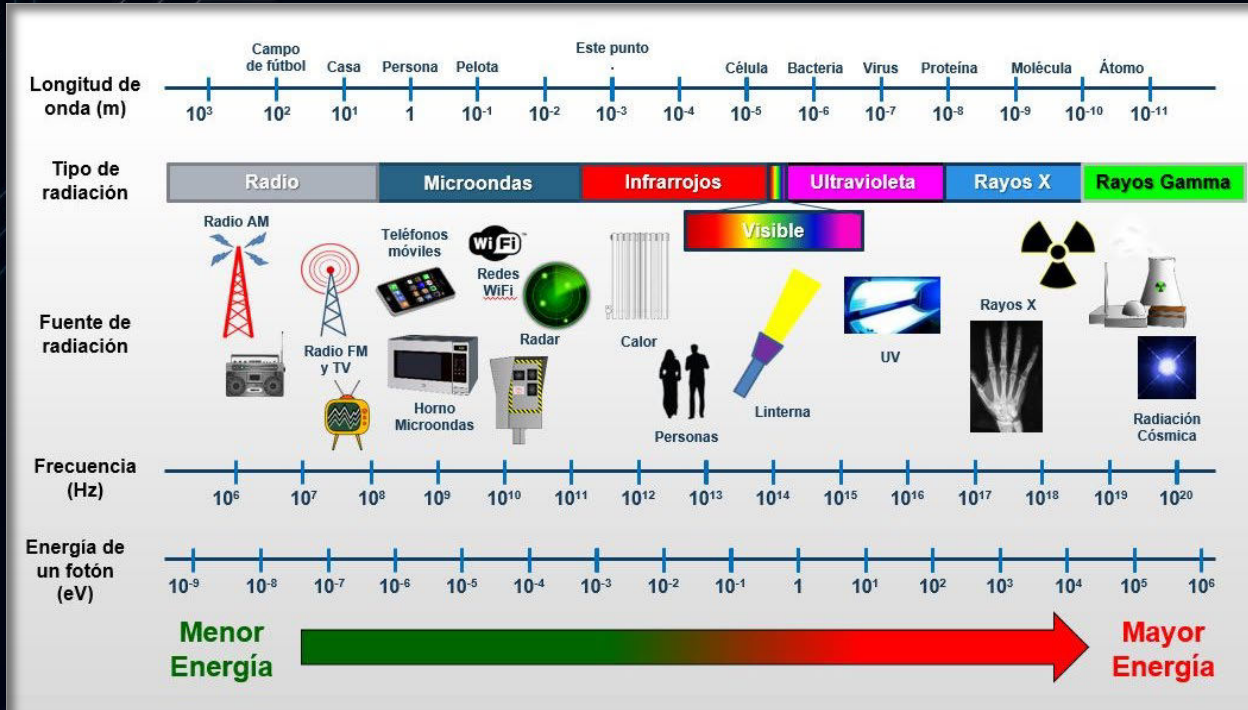 Longitud de
onda (m)
Campo
de fútbol
Casa
Persona
Pelota
Este punto
.
Célula
Bacteria
Virus
Proteína
Molécula
Átomo
10³ 10² 10¹ 1 10⁻¹ 10⁻² 10⁻³ 10⁻⁴ 10⁻⁵ 10⁻⁶ 10⁻⁷ 10⁻⁸ 10⁻⁹ 10⁻¹⁰ 10⁻¹¹
Tipo de
radiación
Radio
Microondas
Infrarrojos
Ultravioleta
Rayos X
Rayos Gamma
Visible
Fuente de
radiación
Radio AM
Radio FM
y TV
Teléfonos
móviles
WiFi
Redes
WiFi
Radar
Horno
Microondas
Calor
Personas
Linterna
UV
Rayos X
Radiación
Cósmica
Frecuencia
(Hz)
10⁶ 10⁷ 10⁸ 10⁹ 10¹⁰ 10¹¹ 10¹² 10¹³ 10¹⁴ 10¹⁵ 10¹⁶ 10¹⁷ 10¹⁸ 10¹⁹ 10²⁰
Energía de
un fotón
(eV)
10⁻⁹ 10⁻⁸ 10⁻⁷ 10⁻⁶ 10⁻⁵ 10⁻⁴ 10⁻³ 10⁻² 10⁻¹ 1 10¹ 10² 10³ 10⁴ 10⁵ 10⁶
Menor
Energía
Mayor
Energía